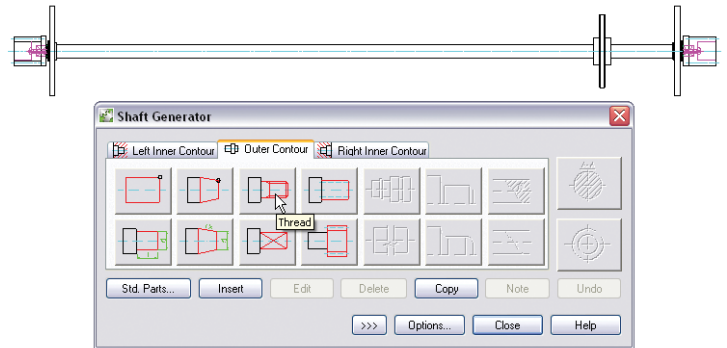 Shaft Generator
Left Inner Contour Outer Contour Right Inner Contour
Thread
Std. Parts... Insert Edit Delete Copy Note Undo
>>> Options... Close Help